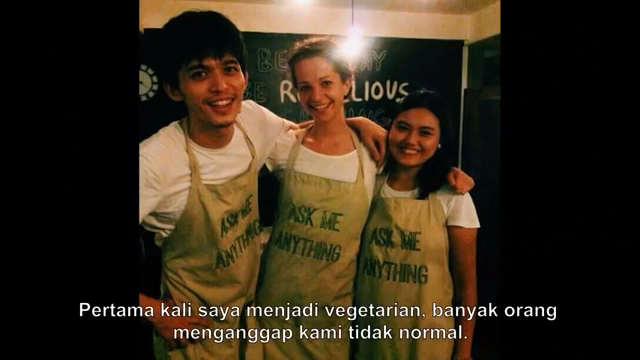 RELLIOUS
ASK ME
ANYTHING
ASK ME
ANYTHING
ASK ME
ANYTHING
Pertama kali saya menjadi vegetarian, banyak orang
menganggap kami tidak normal.